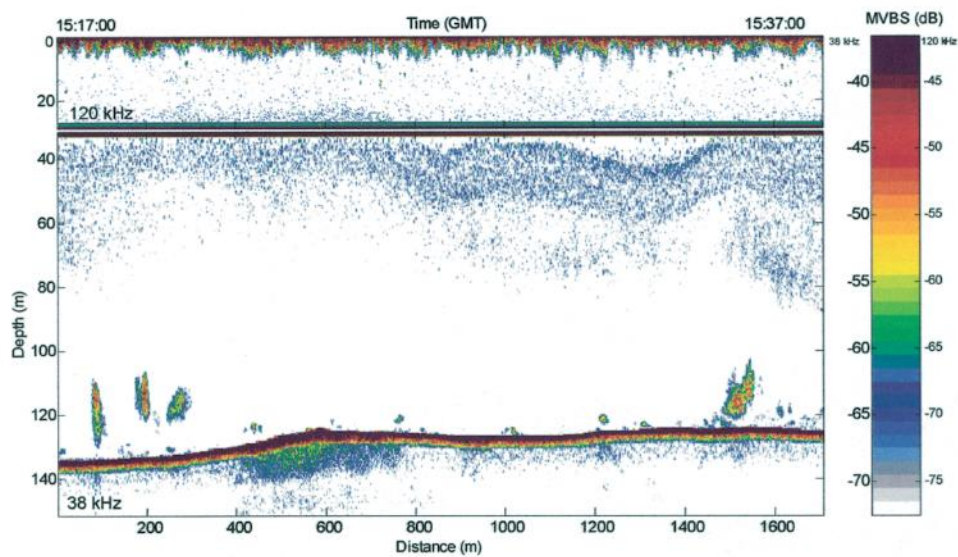 15:17:00 Time (GMT) 15:37:00 MVBS (dB)
38 kHz 120 kHz
0
20
120 kHz
40
60
80
100
120
140
Depth (m)
38 kHz
200 400 600 800 1000 1200 1400 1600
Distance (m)
-40 -45
-45 -50
-50 -55
-55 -60
-60 -65
-65 -70
-70 -75